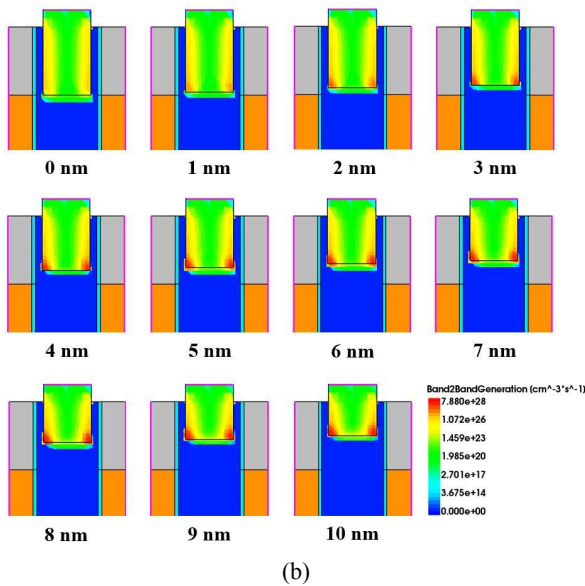 0 nm
1 nm
2 nm
3 nm
4 nm
5 nm
6 nm
7 nm
Band2BandGeneration (cm^-3*s^-1)
7.880e+28
1.072e+26
1.459e+23
1.985e+20
2.701e+17
3.675e+14
0.000e+00
8 nm
9 nm
10 nm
(b)